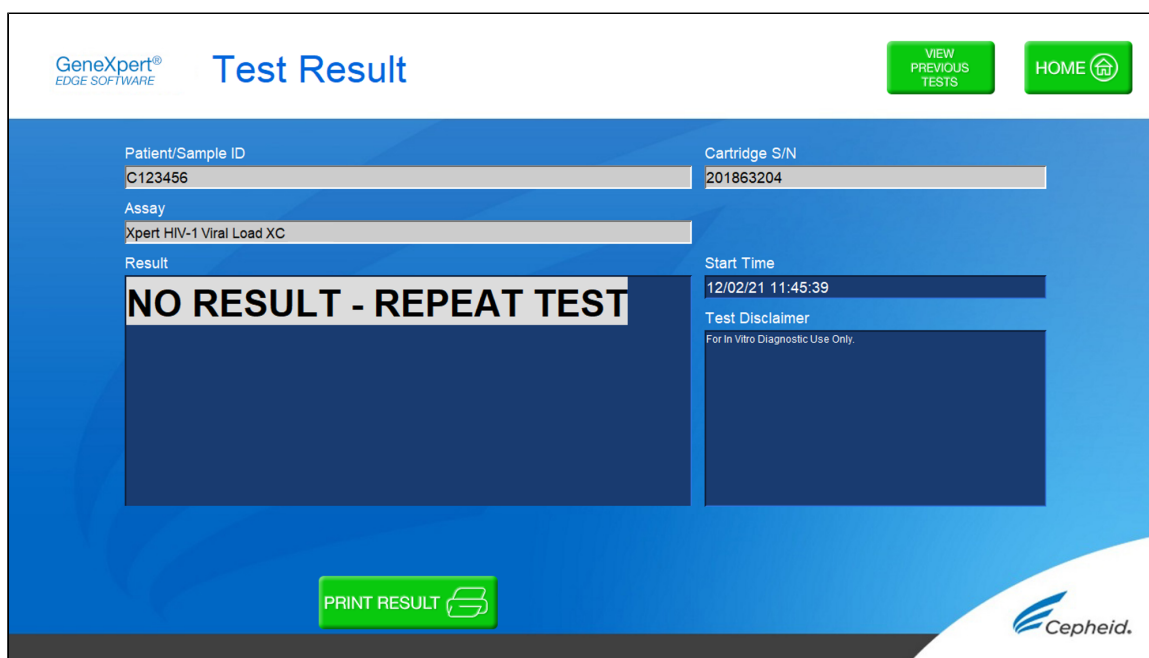 GeneXpert®
EDGE SOFTWARE
Test Result
VIEW
PREVIOUS
TESTS
HOME
Patient/Sample ID
C123456
Cartridge S/N
201863204
Assay
Xpert HIV-1 Viral Load XC
Result
NO RESULT - REPEAT TEST
Start Time
12/02/21 11:45:39
Test Disclaimer
For In Vitro Diagnostic Use Only.
PRINT RESULT
Cepheid.